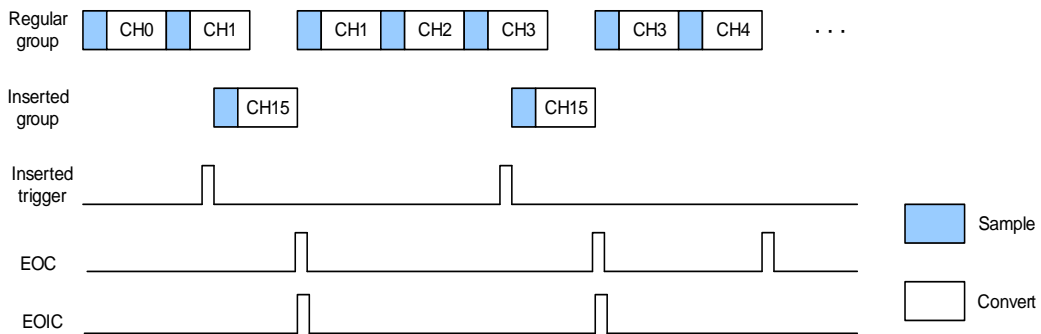 Regular
group
CH0 CH1 CH1 CH2 CH3 CH3 CH4 . . .
Inserted
group
CH15 CH15
Inserted
trigger
Sample
EOC
Convert
EOIC